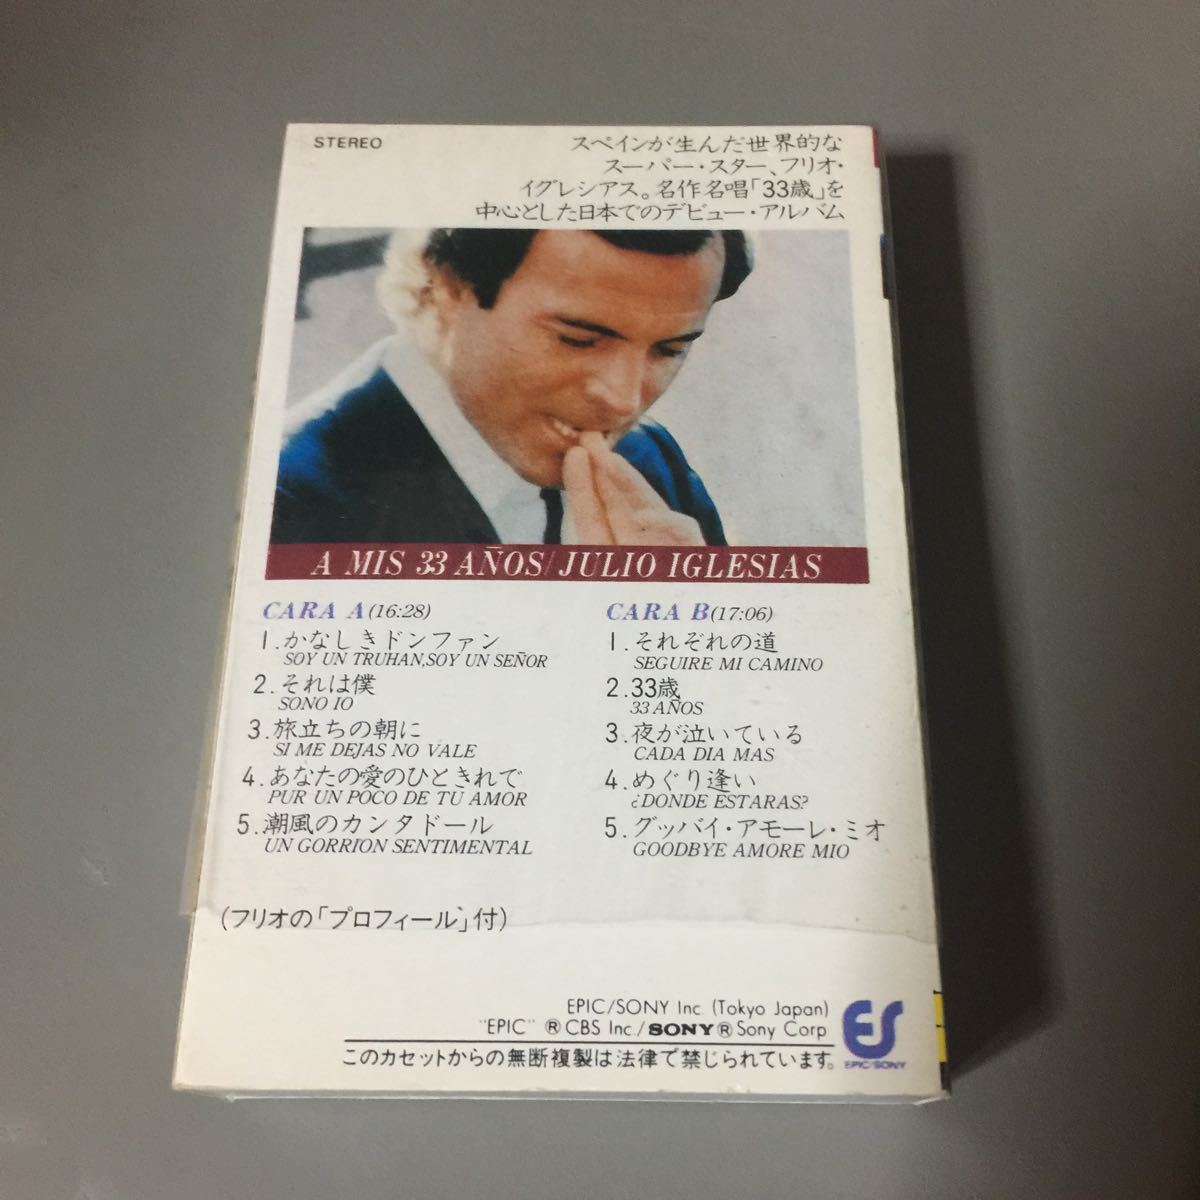 STEREO
スペインが生んだ世界的な
スーパー・スター、フリオ・
イグレシアス。名作名唱「33歳」を
中心とした日本でのデビュー・アルバム
A MIS 33 AÑOS/JULIO IGLESIAS
CARA A (16:28)
1.かなしきドンファン
SOY UN TRUHAN,SOY UN SEÑOR
2.それは僕
SONO IO
3.旅立ちの朝に
SI ME DEJAS NO VALE
4.あなたの愛のひときれで
PUR UN POCO DE TU AMOR
5.潮風のカンタドール
UN GORRION SENTIMENTAL
CARA B (17:06)
1.それぞれの道
SEGUIRE MI CAMINO
2.33歳
33 AÑOS
3.夜が泣いている
CADA DIA MAS
4.めぐり逢い
¿DONDE ESTARAS?
5.グッバイ・アモーレ・ミオ
GOODBYE AMORE MIO
(フリオの「プロフィール」付)
EPIC/SONY Inc. (Tokyo Japan)
"EPIC" ® CBS Inc./SONY ® Sony Corp
このカセットからの無断複製は法律で禁じられています。
ES
EPIC/SONY